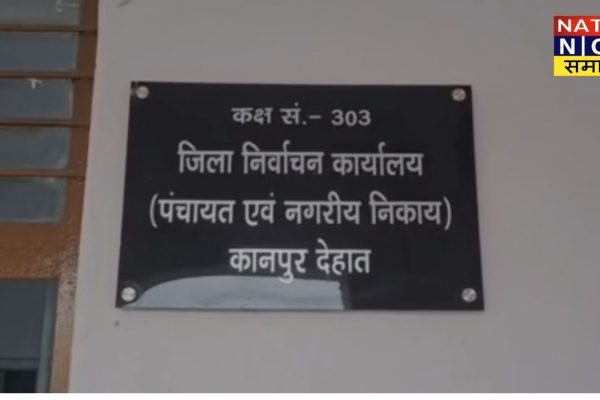 कक्ष सं.- 303
जिला निर्वाचन कार्यालय
(पंचायत एवं नगरीय निकाय)
कानपुर देहात